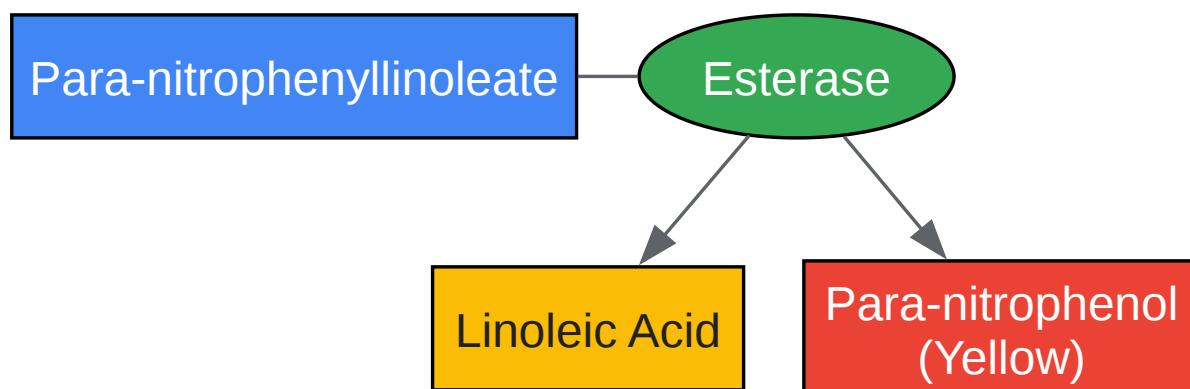 Para-nitrophenyllinoleate
Esterase
Linoleic Acid
Para-nitrophenol
(Yellow)